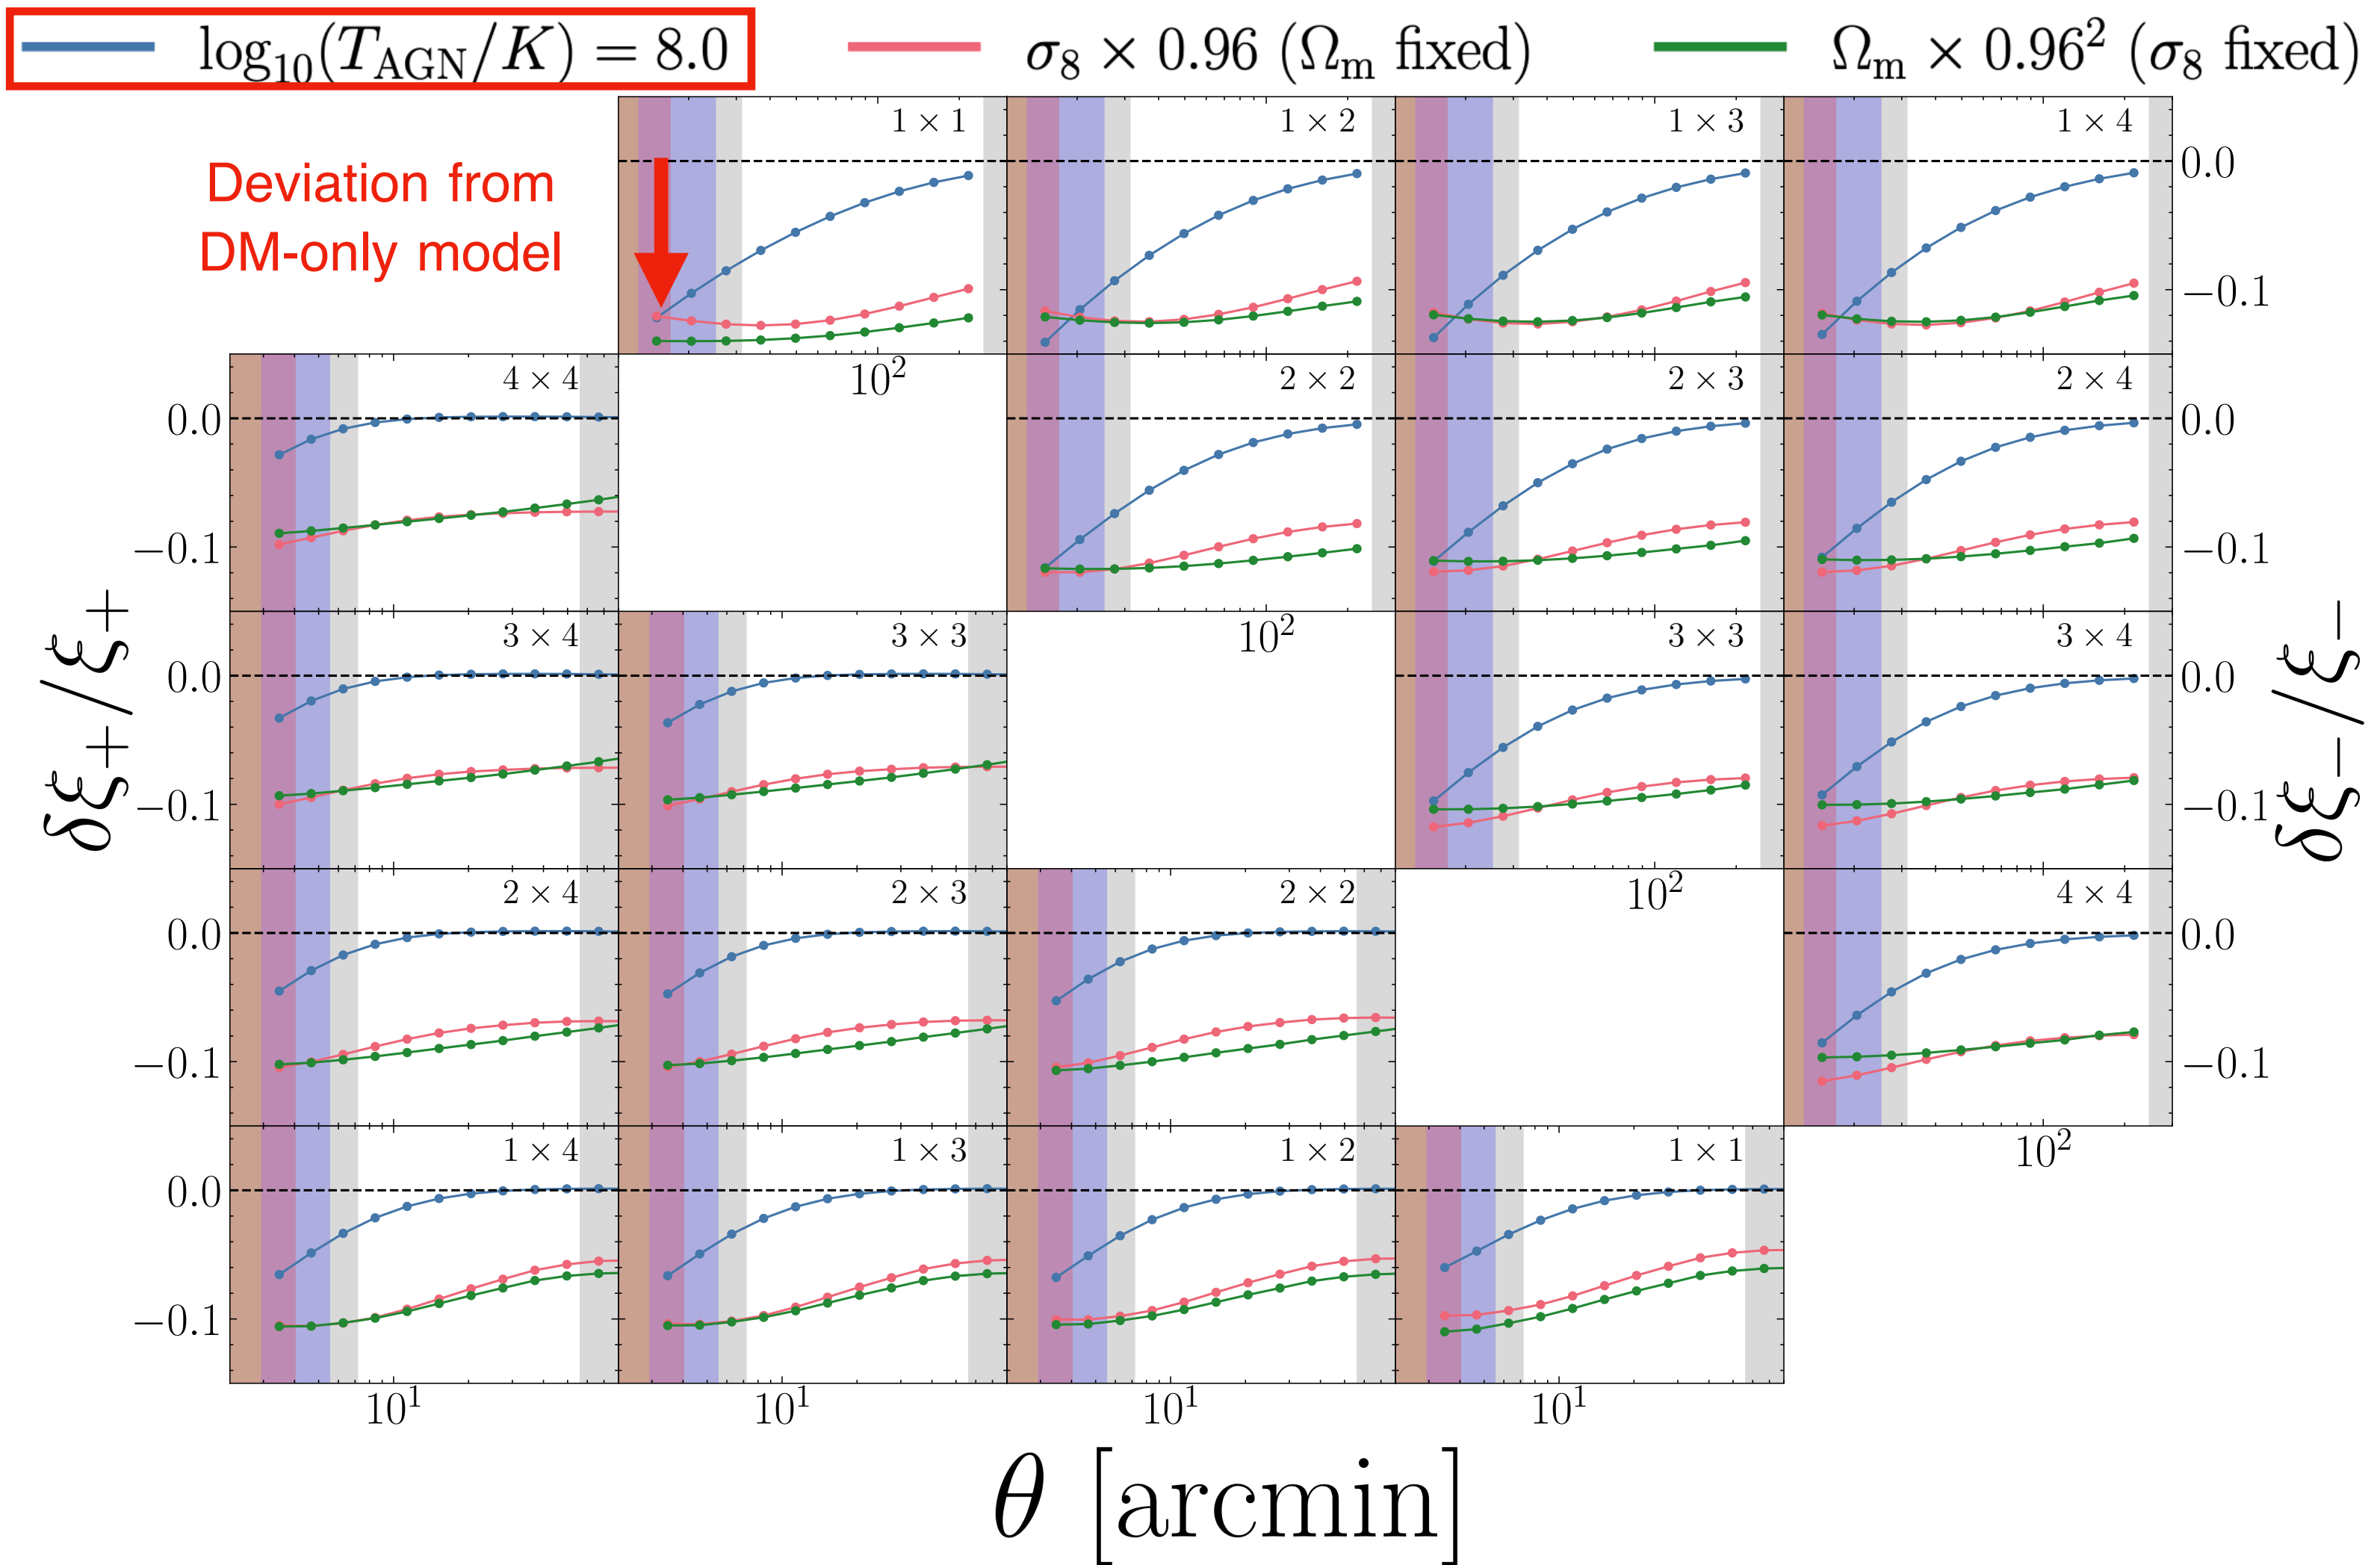 log₁₀(T_AGN/K) = 8.0 σ₈ × 0.96 (Ωₘ fixed) Ωₘ × 0.96² (σ₈ fixed)
Deviation from
DM-only model
1 × 1 1 × 2 1 × 3 1 × 4
0.0
−0.1
10²
4 × 4 2 × 2 2 × 3 2 × 4
0.0 0.0
−0.1 −0.1
10²
3 × 4 3 × 3 3 × 3 3 × 4
0.0 0.0
−0.1 −0.1
δξ₊/ξ₊
δξ₋/ξ₋
10²
2 × 4 2 × 3 2 × 2 4 × 4
0.0 0.0
−0.1 −0.1
10²
1 × 4 1 × 3 1 × 2 1 × 1
0.0
−0.1
10¹ 10¹ 10¹ 10¹
θ [arcmin]